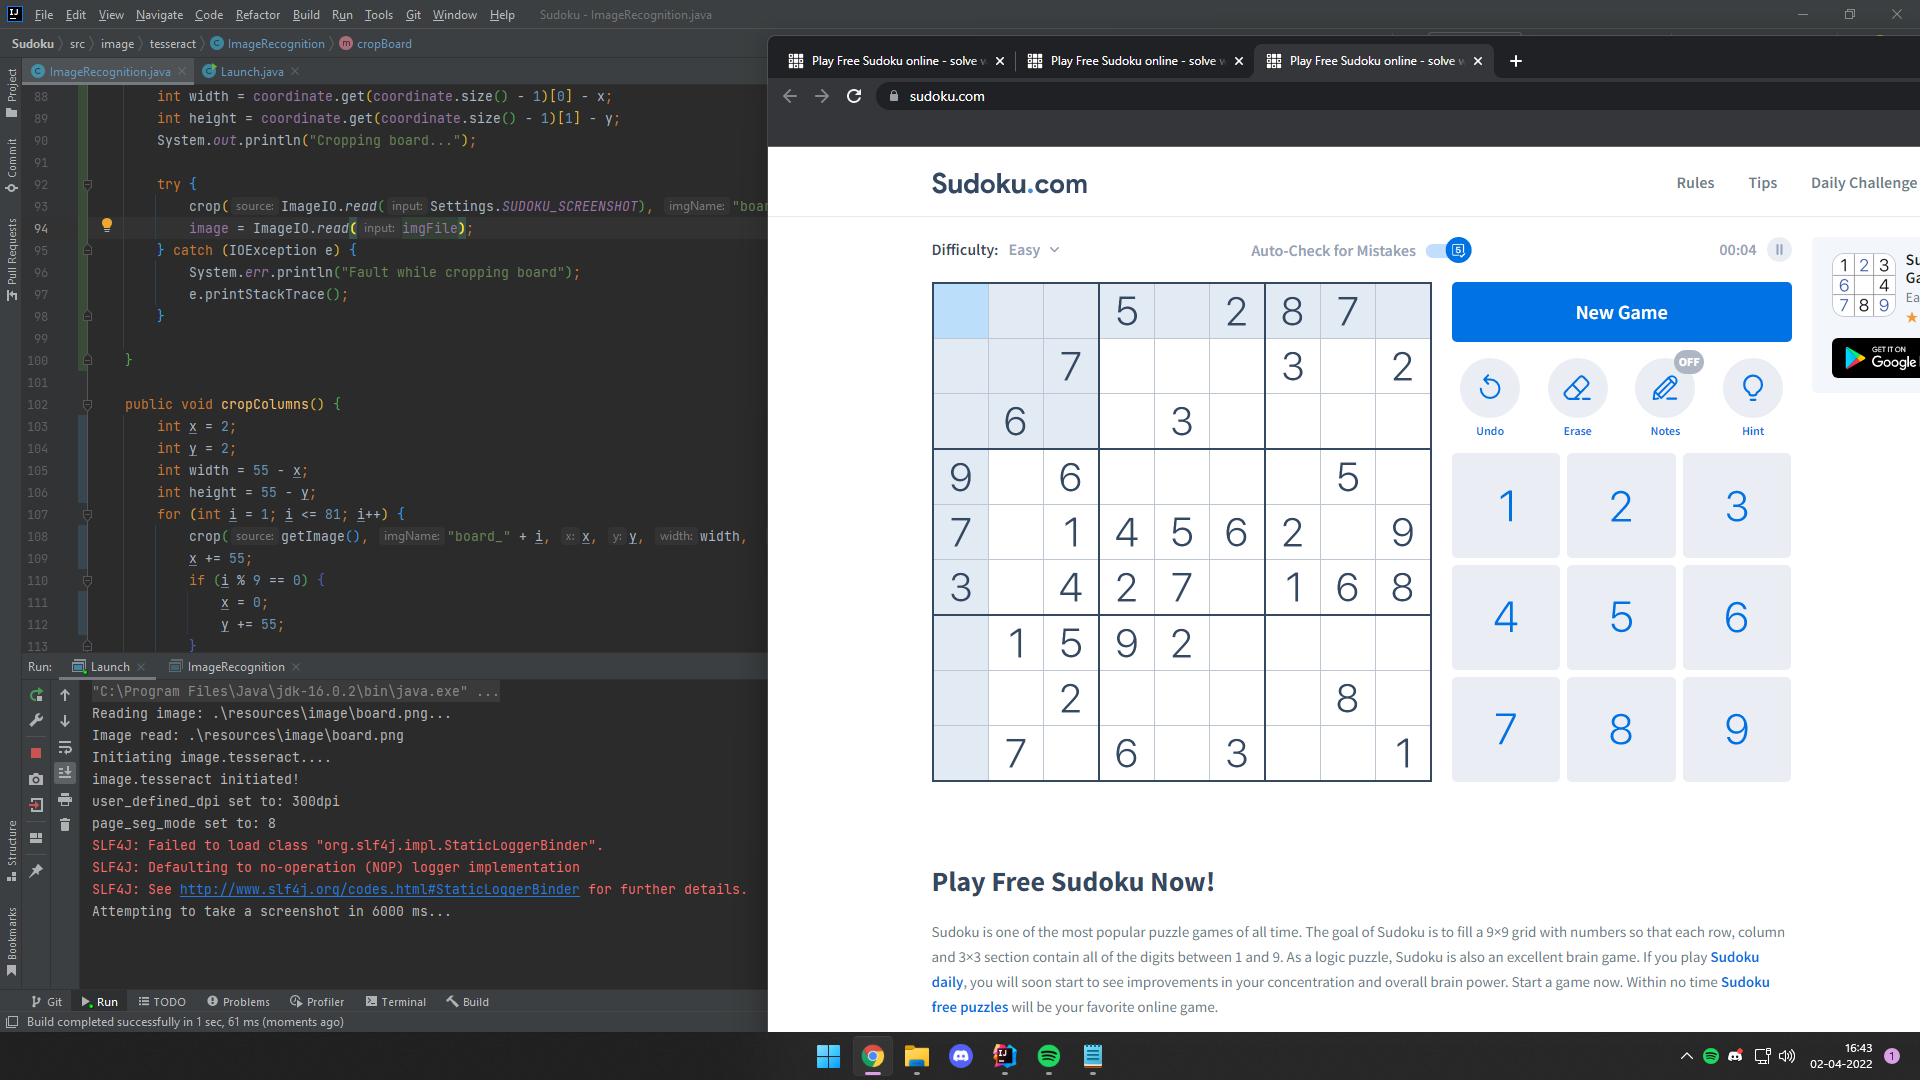 File Edit View Navigate Code Refactor Build Run Tools Git Window Help Sudoku - ImageRecognition.java
Sudoku src image tesseract ImageRecognition cropBoard
ImageRecognition.java Launch.java
Project
Commit
Pull Requests
88 int width = coordinate.get(coordinate.size() - 1)[0] - x;
89 int height = coordinate.get(coordinate.size() - 1)[1] - y;
90 System.out.println("Cropping board...");
91
92 try {
93 crop( source: ImageIO.read( input: Settings.SUDOKU_SCREENSHOT), imgName: "boar
94 image = ImageIO.read( input: imgFile);
95 } catch (IOException e) {
96 System.err.println("Fault while cropping board");
97 e.printStackTrace();
98 }
99
100 }
101
102 public void cropColumns() {
103 int x = 2;
104 int y = 2;
105 int width = 55 - x;
106 int height = 55 - y;
107 for (int i = 1; i <= 81; i++) {
108 crop( source: getImage(), imgName: "board_" + i, x: x, y: y, width: width,
109 x += 55;
110 if (i % 9 == 0) {
111 x = 0;
112 y += 55;
113 }
Run: Launch ImageRecognition
"C:\Program Files\Java\jdk-16.0.2\bin\java.exe" ...
Reading image: .\resources\image\board.png...
Image read: .\resources\image\board.png
Initiating image.tesseract....
image.tesseract initiated!
user_defined_dpi set to: 300dpi
page_seg_mode set to: 8
SLF4J: Failed to load class "org.slf4j.impl.StaticLoggerBinder".
SLF4J: Defaulting to no-operation (NOP) logger implementation
SLF4J: See http://www.slf4j.org/codes.html#StaticLoggerBinder for further details.
Attempting to take a screenshot in 6000 ms...
Structure
Bookmarks
Git Run TODO Problems Profiler Terminal Build
Build completed successfully in 1 sec, 61 ms (moments ago)
Play Free Sudoku online - solve w Play Free Sudoku online - solve w Play Free Sudoku online - solve w
sudoku.com
Sudoku.com Rules Tips Daily Challenge
Difficulty: Easy Auto-Check for Mistakes 00:04
5 2 8 7
7 3 2
6 3
9 6 5
7 1 4 5 6 2 9
3 4 2 7 1 6 8
1 5 9 2
2 8
7 6 3 1
New Game
OFF
Undo Erase Notes Hint
1 2 3
4 5 6
7 8 9
1 2 3
6 4
7 8 9
Su
Ga
Ea
GET IT ON
Google
Play Free Sudoku Now!
Sudoku is one of the most popular puzzle games of all time. The goal of Sudoku is to fill a 9×9 grid with numbers so that each row, column
and 3×3 section contain all of the digits between 1 and 9. As a logic puzzle, Sudoku is also an excellent brain game. If you play Sudoku
daily, you will soon start to see improvements in your concentration and overall brain power. Start a game now. Within no time Sudoku
free puzzles will be your favorite online game.
16:43
02-04-2022
1